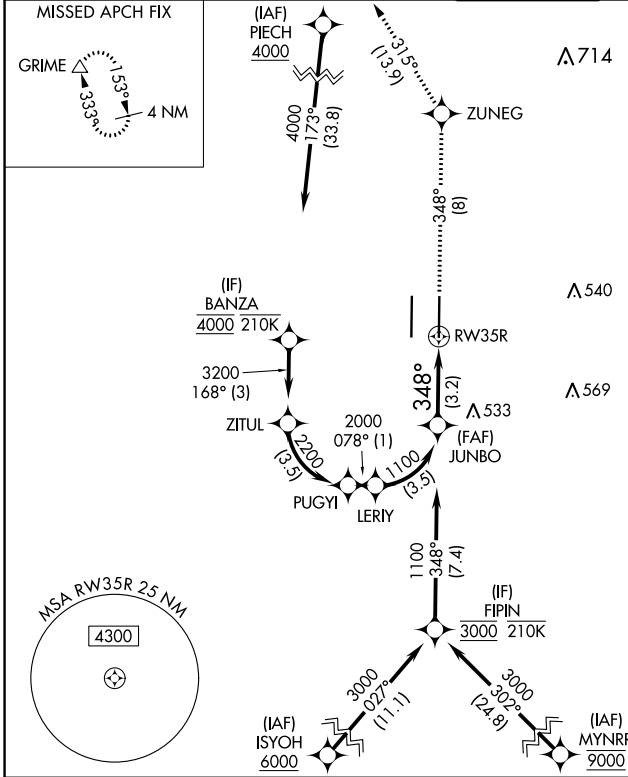 MISSED APCH FIX
GRIME
153°
333°
4 NM
(IAF)
PIECH
4000
4000
173°
(33.8)
315°
(13.9)
714
ZUNEG
348°
(8)
(IF)
BANZA
4000 210K
540
RW35R
3200
168° (3)
348°
(3.2)
569
ZITUL
2000
078° (1)
533
(FAF)
JUNBO
2200
(3.5)
1100
(3.5)
PUGYI
LERIY
1100
348°
(7.4)
MSA RW35R 25 NM
4300
(IF)
FIPIN
3000 210K
3000
027°
(11.1)
3000
302°
(24.8)
(IAF)
ISYOH
6000
(IAF)
MYNRR
9000